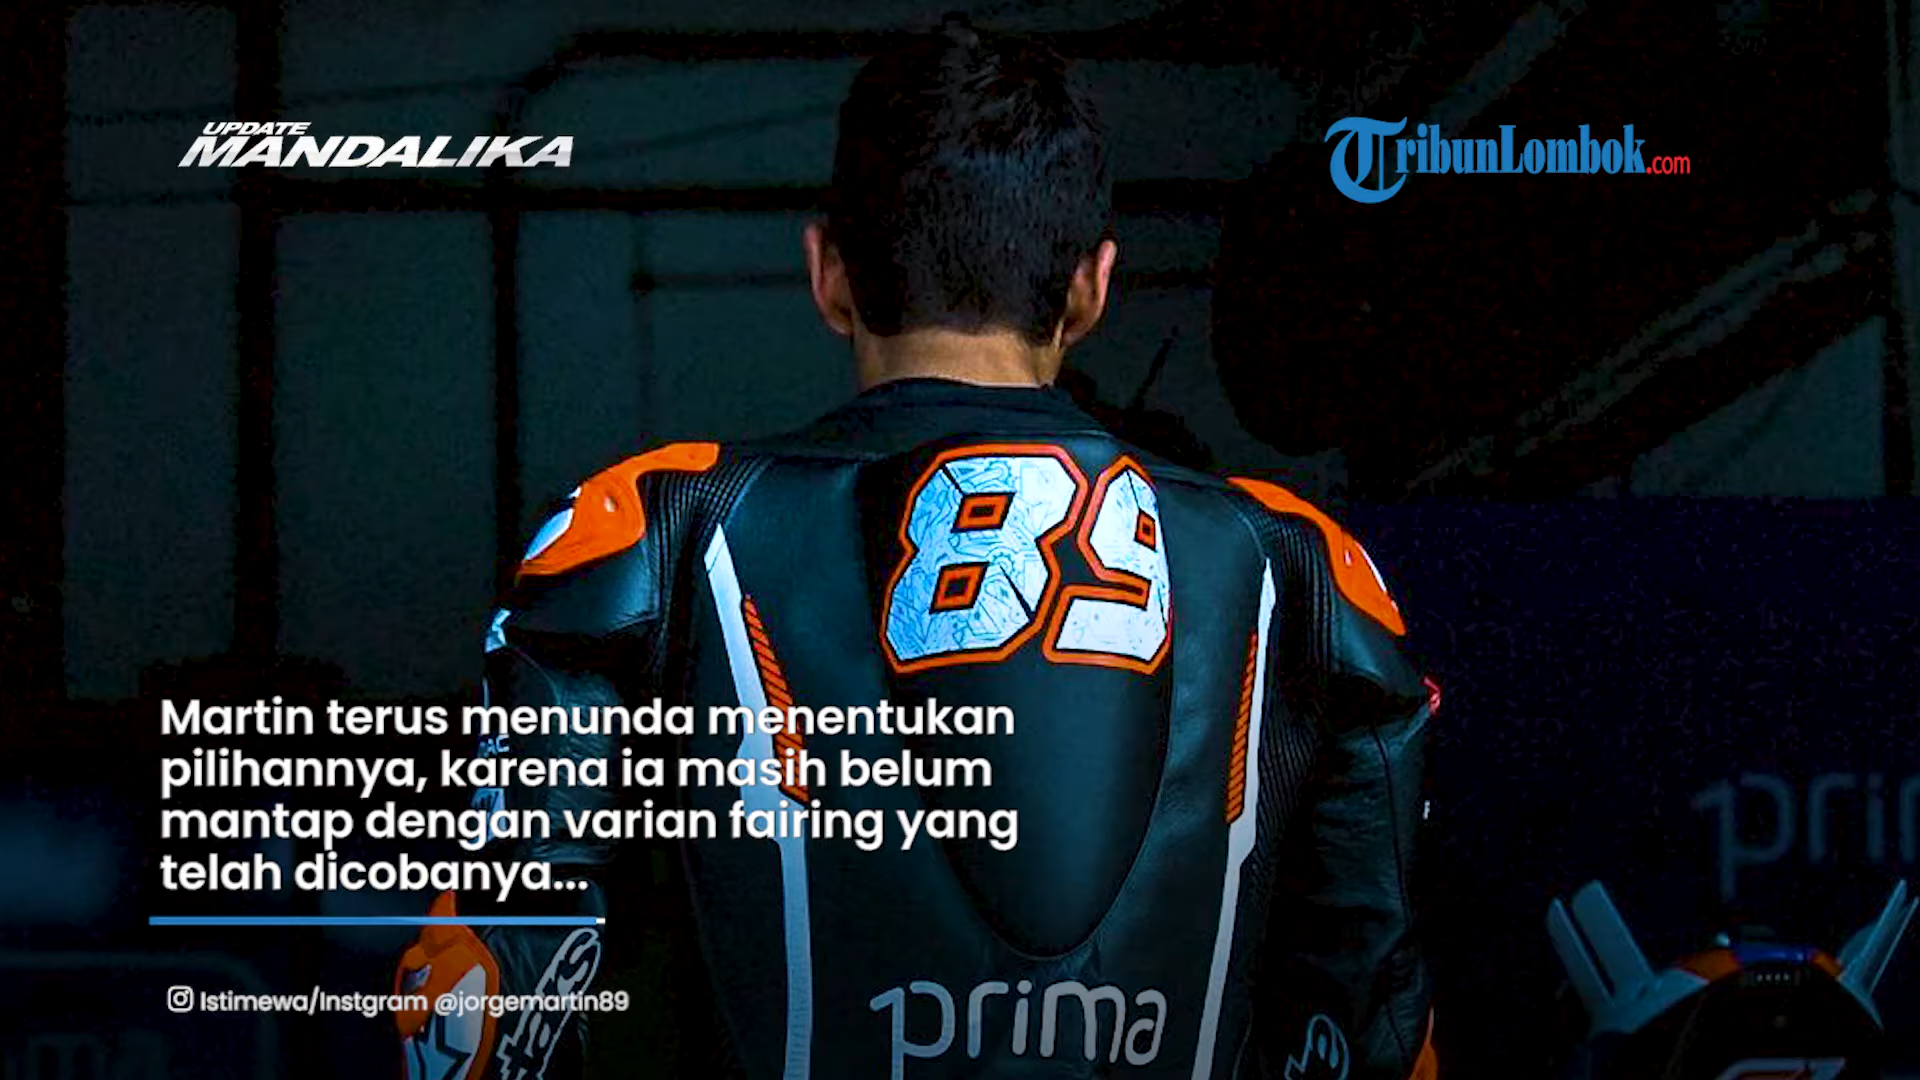 UPDATE
MANDALIKA
TribunLombok.com
89
Martin terus menunda menentukan
pilihannya, karena ia masih belum
mantap dengan varian fairing yang
telah dicobanya...
Istimewa/Instgram @jorgemartin89
prima